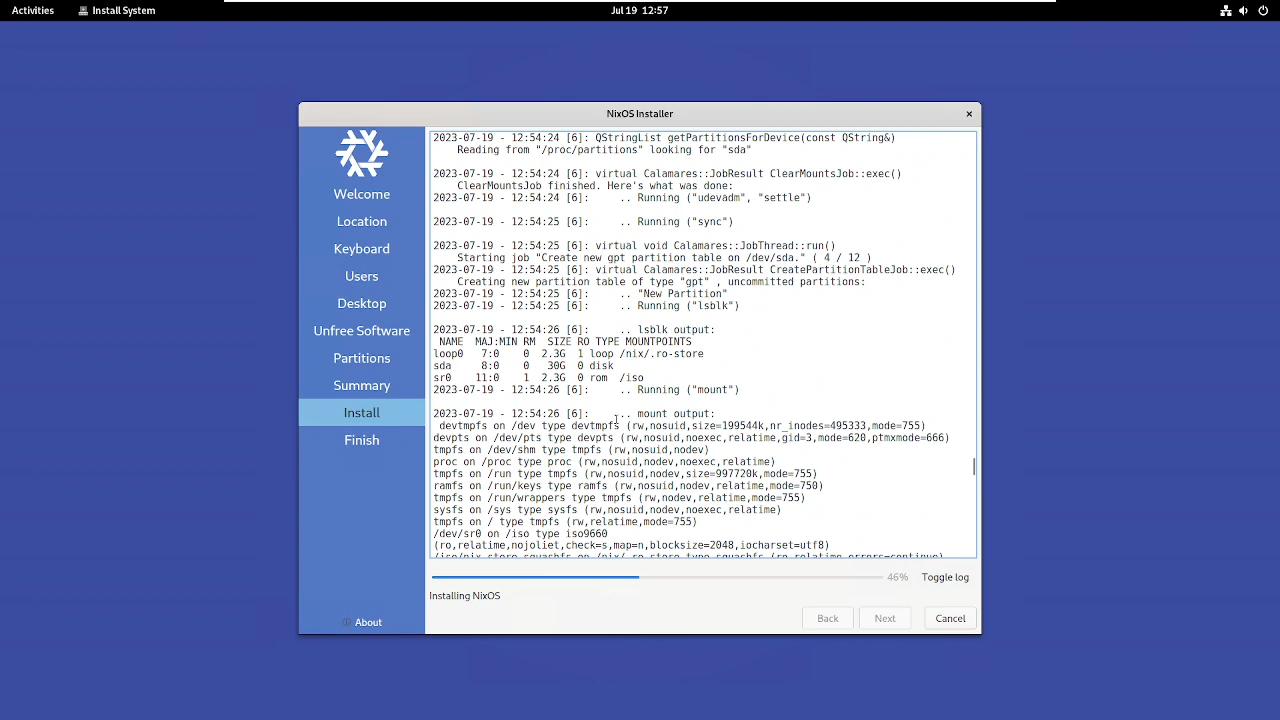 Activities
Install System
Jul 19 12:57
NixOS Installer
Welcome
Location
Keyboard
Users
Desktop
Unfree Software
Partitions
Summary
Install
Finish
About
2023-07-19 - 12:54:24 [6]: QStringList getPartitionsForDevice(const QString&)
Reading from "/proc/partitions" looking for "sda"
2023-07-19 - 12:54:24 [6]: virtual Calamares::JobResult ClearMountsJob::exec()
ClearMountsJob finished. Here's what was done:
2023-07-19 - 12:54:24 [6]: .. Running ("udevadm", "settle")
2023-07-19 - 12:54:25 [6]: .. Running ("sync")
2023-07-19 - 12:54:25 [6]: virtual void Calamares::JobThread::run()
Starting job "Create new gpt partition table on /dev/sda." ( 4 / 12 )
2023-07-19 - 12:54:25 [6]: virtual Calamares::JobResult CreatePartitionTableJob::exec()
Creating new partition table of type "gpt" , uncommitted partitions:
2023-07-19 - 12:54:25 [6]: .. "New Partition"
2023-07-19 - 12:54:25 [6]: .. Running ("lsblk")
2023-07-19 - 12:54:26 [6]: .. lsblk output:
NAME MAJ:MIN RM SIZE RO TYPE MOUNTPOINTS
loop0 7:0 0 2.3G 1 loop /nix/.ro-store
sda 8:0 0 30G 0 disk
sr0 11:0 1 2.3G 0 rom /iso
2023-07-19 - 12:54:26 [6]: .. Running ("mount")
2023-07-19 - 12:54:26 [6]: .. mount output:
devtmpfs on /dev type devtmpfs (rw,nosuid,size=199544k,nr_inodes=495333,mode=755)
devpts on /dev/pts type devpts (rw,nosuid,noexec,relatime,gid=3,mode=620,ptmxmode=666)
tmpfs on /dev/shm type tmpfs (rw,nosuid,nodev)
proc on /proc type proc (rw,nosuid,nodev,noexec,relatime)
tmpfs on /run type tmpfs (rw,nosuid,nodev,size=997720k,mode=755)
ramfs on /run/keys type ramfs (rw,nosuid,nodev,relatime,mode=750)
tmpfs on /run/wrappers type tmpfs (rw,nodev,relatime,mode=755)
sysfs on /sys type sysfs (rw,nosuid,nodev,noexec,relatime)
tmpfs on / type tmpfs (rw,relatime,mode=755)
/dev/sr0 on /iso type iso9660
(ro,relatime,nojoliet,check=s,map=n,blocksize=2048,iocharset=utf8)
/iso/nix-store.squashfs on /nix/.ro-store type squashfs (ro,relatime,errors=continue)
46%
Toggle log
Installing NixOS
Back
Next
Cancel